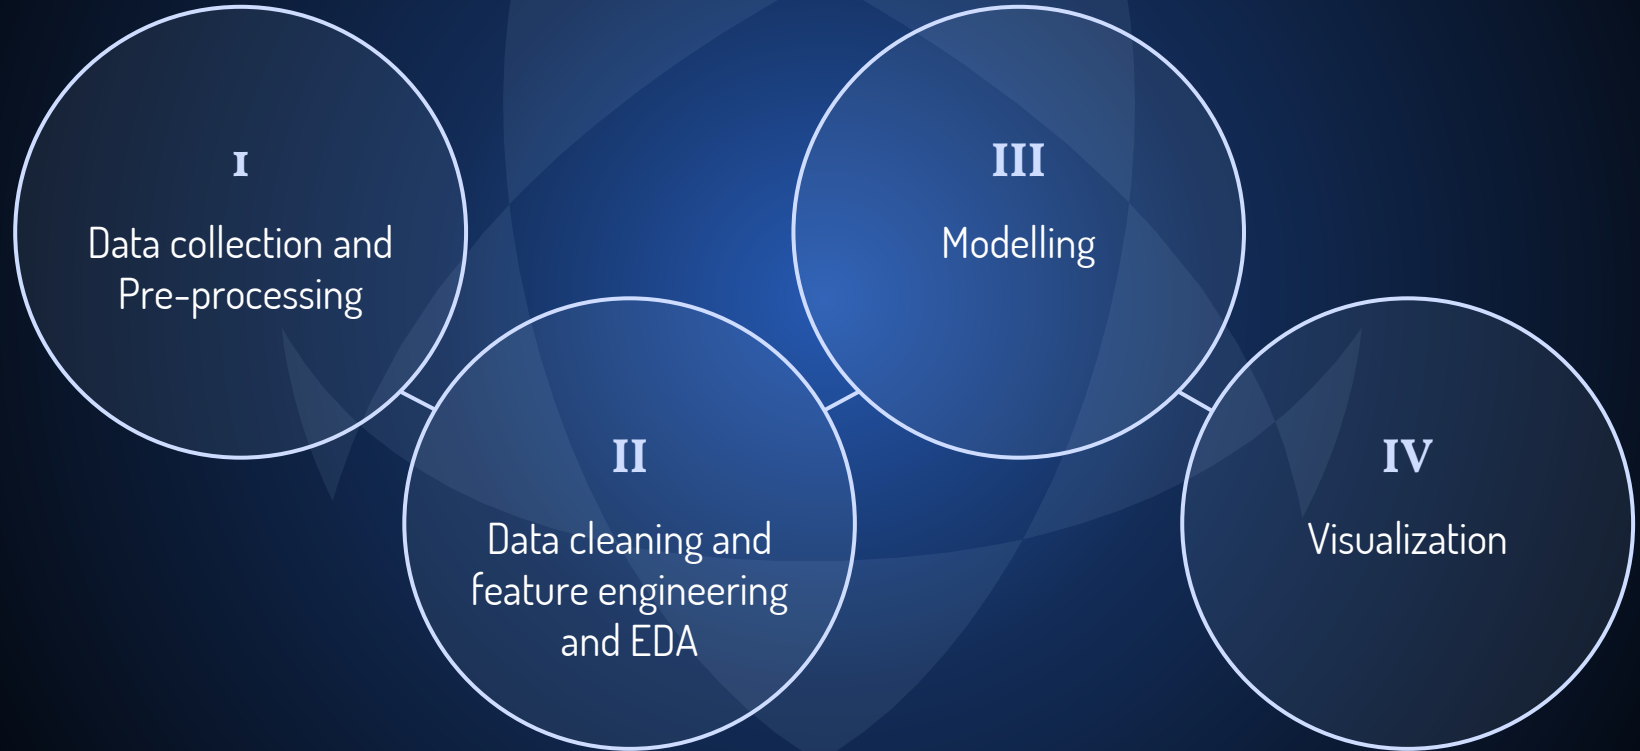 I
Data collection and
Pre-processing
II
Data cleaning and
feature engineering
and EDA
III
Modelling
IV
Visualization